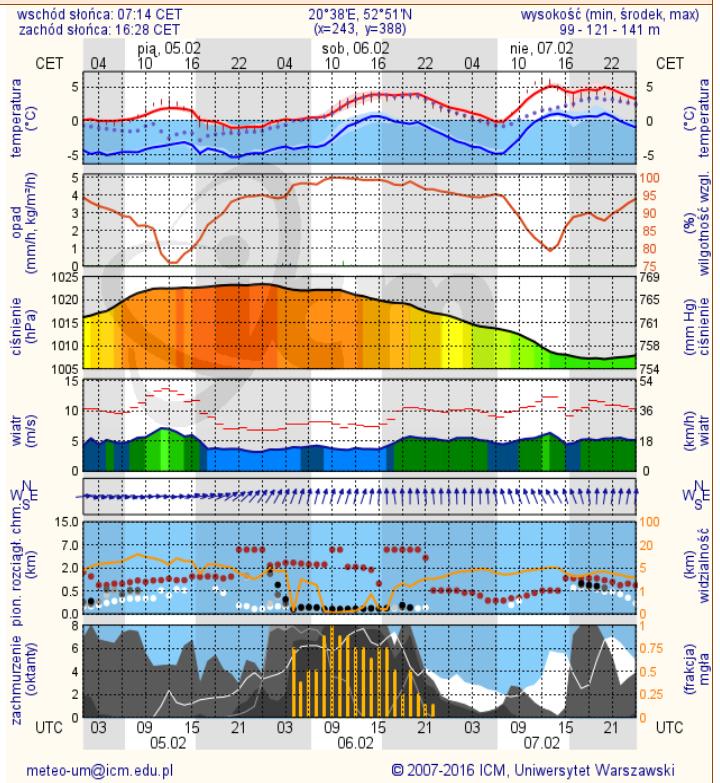 wschód słońca: 07:14 CET 20°38'E, 52°51'N wysokość (min, środek, max)
zachód słońca: 16:28 CET (x=243, y=388) 99 - 121 - 141 m
pią, 05.02 sob, 06.02 nie, 07.02
CET 04 10 16 22 04 10 16 22 04 10 16 22 CET
temperatura (°C) 5 0 -5 5 0 -5 (°C) temperatura
opad (mm/h, kg/m²/h) 5 4 3 2 1 0 100 95 90 85 80 75 (%) wilgotność wzgl.
ciśnienie (hPa) 1025 1020 1015 1010 1005 769 765 761 758 754 (mm Hg) ciśnienie
wiatr (m/s) 15 10 5 0 54 36 18 0 (km/h) wiatr
N
W E
S
N
W E
S
pion. rozciągł. chm. (km) 15.0 7.0 2.0 0.5 0.0 100 20 5 1 0 (km) widzialność
zachmurzenie (oktanty) 8 6 4 2 0 1 0.75 0.5 0.25 0 (frakcja) mgła
UTC 03 09 15 21 03 09 15 21 03 09 15 21 UTC
05.02 06.02 07.02
meteo-um@icm.edu.pl © 2007-2016 ICM, Uniwersytet Warszawski